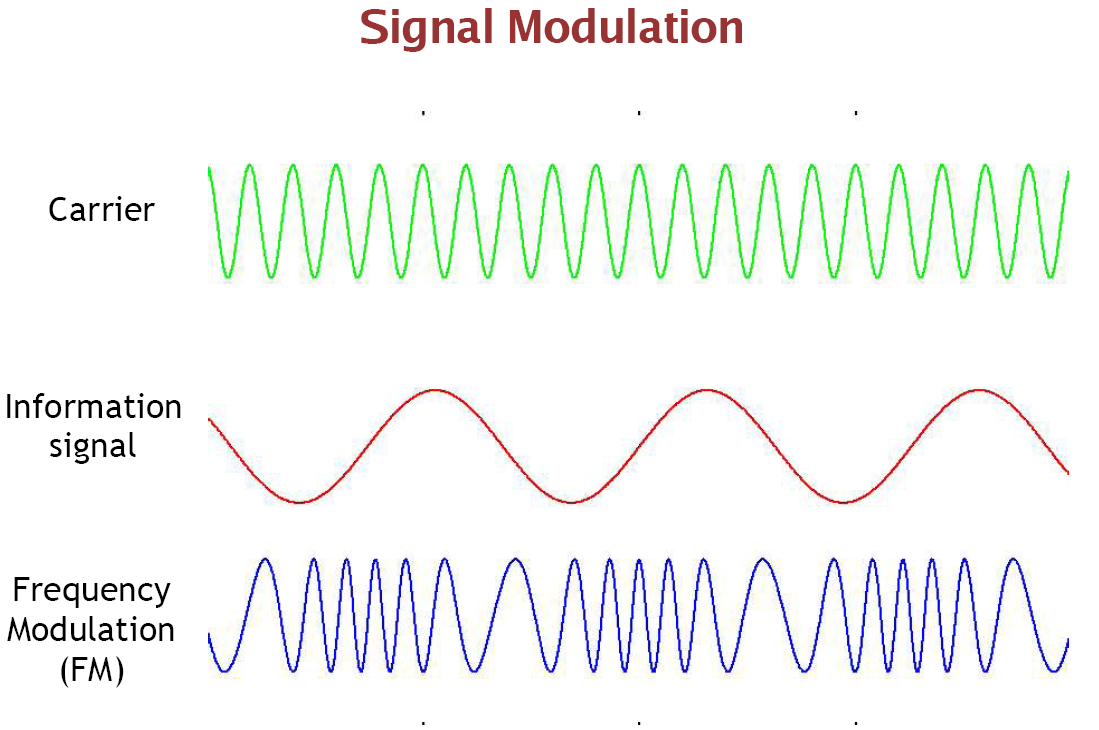 Signal Modulation
Carrier
Information
signal
Frequency
Modulation
(FM)